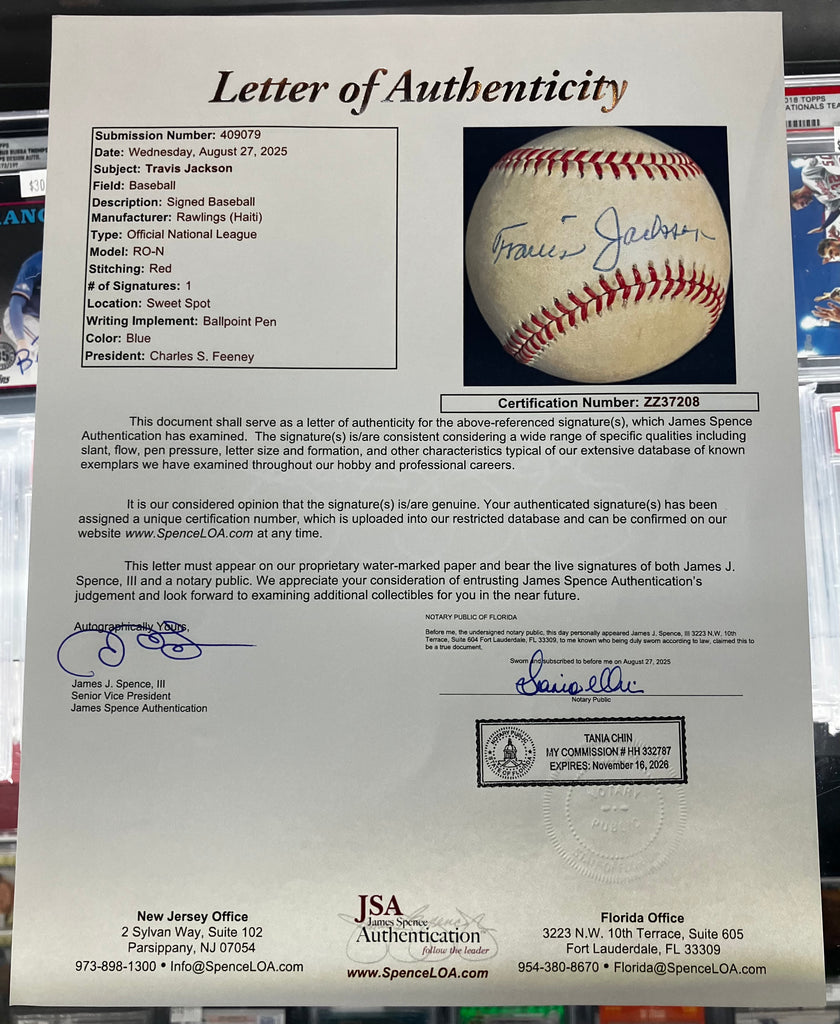 Letter of Authenticity
Submission Number: 409079
Date: Wednesday, August 27, 2025
Subject: Travis Jackson
Field: Baseball
Description: Signed Baseball
Manufacturer: Rawlings (Haiti)
Type: Official National League
Model: RO-N
Stitching: Red
# of Signatures: 1
Location: Sweet Spot
Writing Implement: Ballpoint Pen
Color: Blue
President: Charles S. Feeney
Travis Jackson
Certification Number: ZZ37208
This document shall serve as a letter of authenticity for the above-referenced signature(s), which James Spence
Authentication has examined. The signature(s) is/are consistent considering a wide range of specific qualities including
slant, flow, pen pressure, letter size and formation, and other characteristics typical of our extensive database of known
exemplars we have examined throughout our hobby and professional careers.
It is our considered opinion that the signature(s) is/are genuine. Your authenticated signature(s) has been
assigned a unique certification number, which is uploaded into our restricted database and can be confirmed on our
website www.SpenceLOA.com at any time.
This letter must appear on our proprietary water-marked paper and bear the live signatures of both James J.
Spence, III and a notary public. We appreciate your consideration of entrusting James Spence Authentication's
judgement and look forward to examining additional collectibles for you in the near future.
Autographically Yours,
James J. Spence, III
Senior Vice President
James Spence Authentication
NOTARY PUBLIC OF FLORIDA
Before me, the undersigned notary public, this day personally appeared James J. Spence, III 3223 N.W. 10th
Terrace, Suite 604 Fort Lauderdale, FL 33309, to me known who being duly sworn according to law, claimed this to
be a true document.
Sworn and subscribed to before me on August 27, 2025
Notary Public
NOTARY PUBLIC
STATE OF FLORIDA
TANIA CHIN
MY COMMISSION # HH 332787
EXPIRES: November 16, 2026
NOTARY
PUBLIC
New Jersey Office
2 Sylvan Way, Suite 102
Parsippany, NJ 07054
973-898-1300 • Info@SpenceLOA.com
JSA
James Spence
Authentication
follow the leader
www.SpenceLOA.com
Florida Office
3223 N.W. 10th Terrace, Suite 605
Fort Lauderdale, FL 33309
954-380-8670 • Florida@SpenceLOA.com
$30